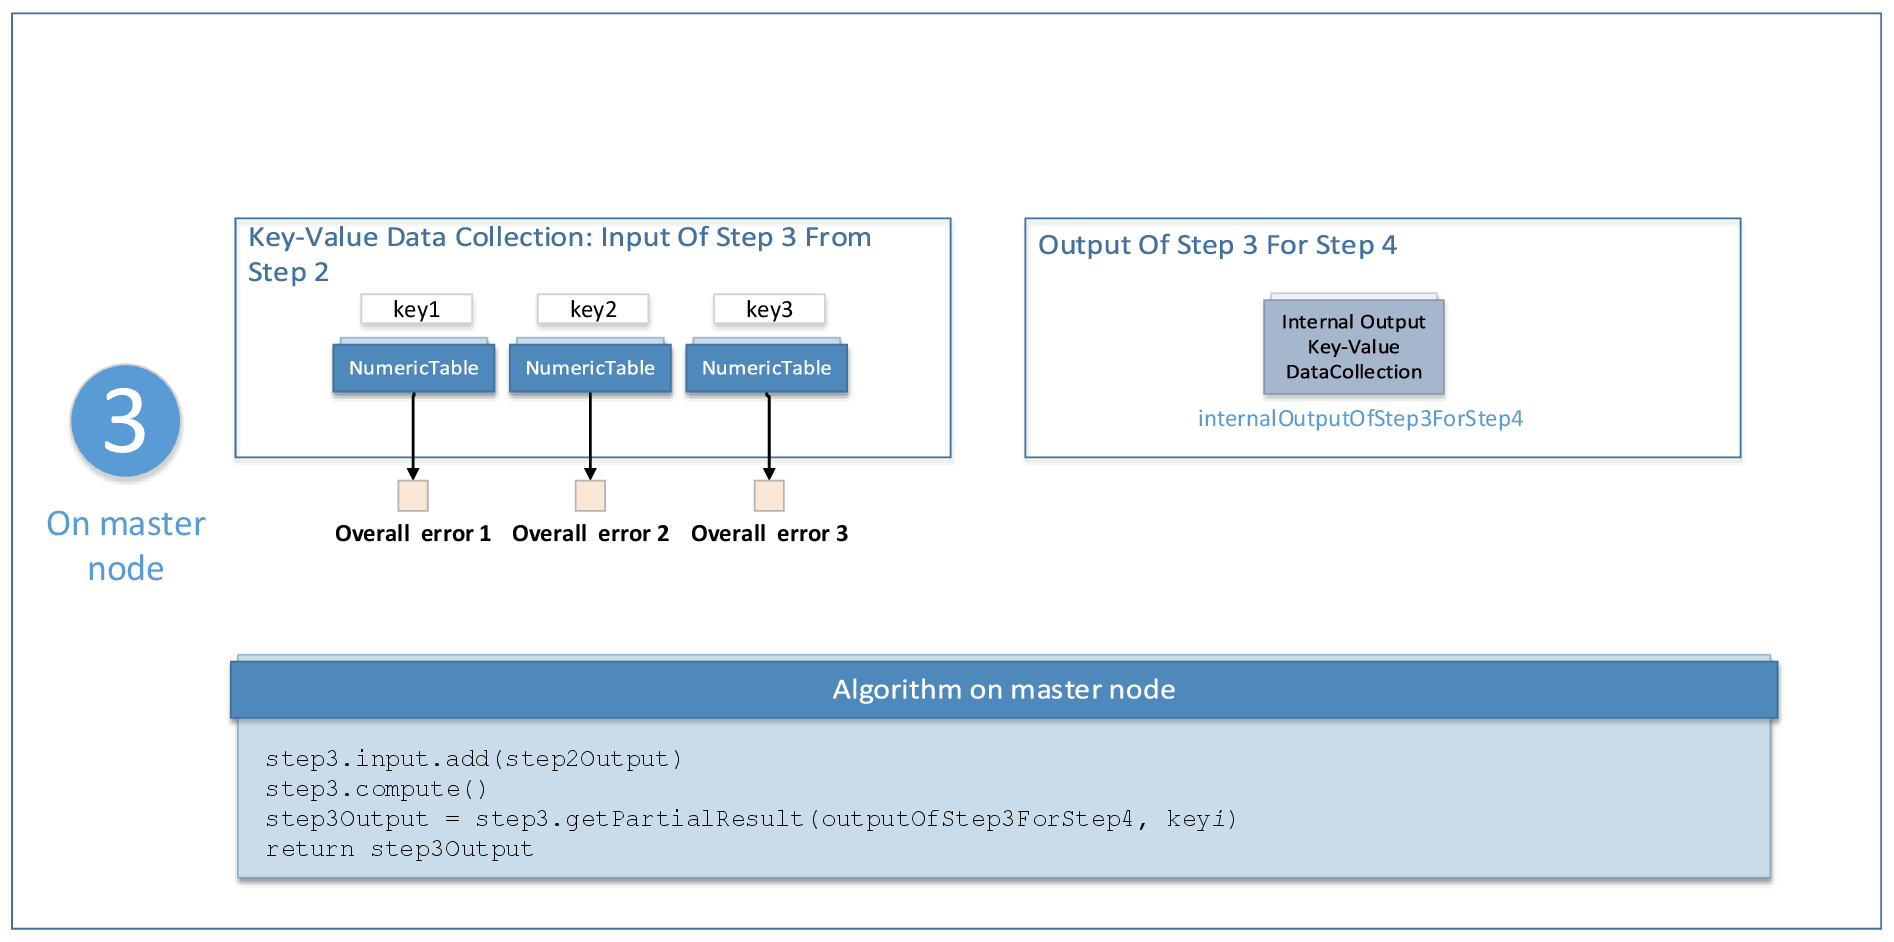 Key-Value Data Collection: Input Of Step 3 From
Step 2
key1
key2
key3
NumericTable
NumericTable
NumericTable
Overall error 1
Overall error 2
Overall error 3
Output Of Step 3 For Step 4
Internal Output
Key-Value
DataCollection
internalOutputOfStep3ForStep4
3
On master
node
Algorithm on master node
step3.input.add(step2Output)
step3.compute()
step3Output = step3.getPartialResult(outputOfStep3ForStep4, keyi)
return step3Output